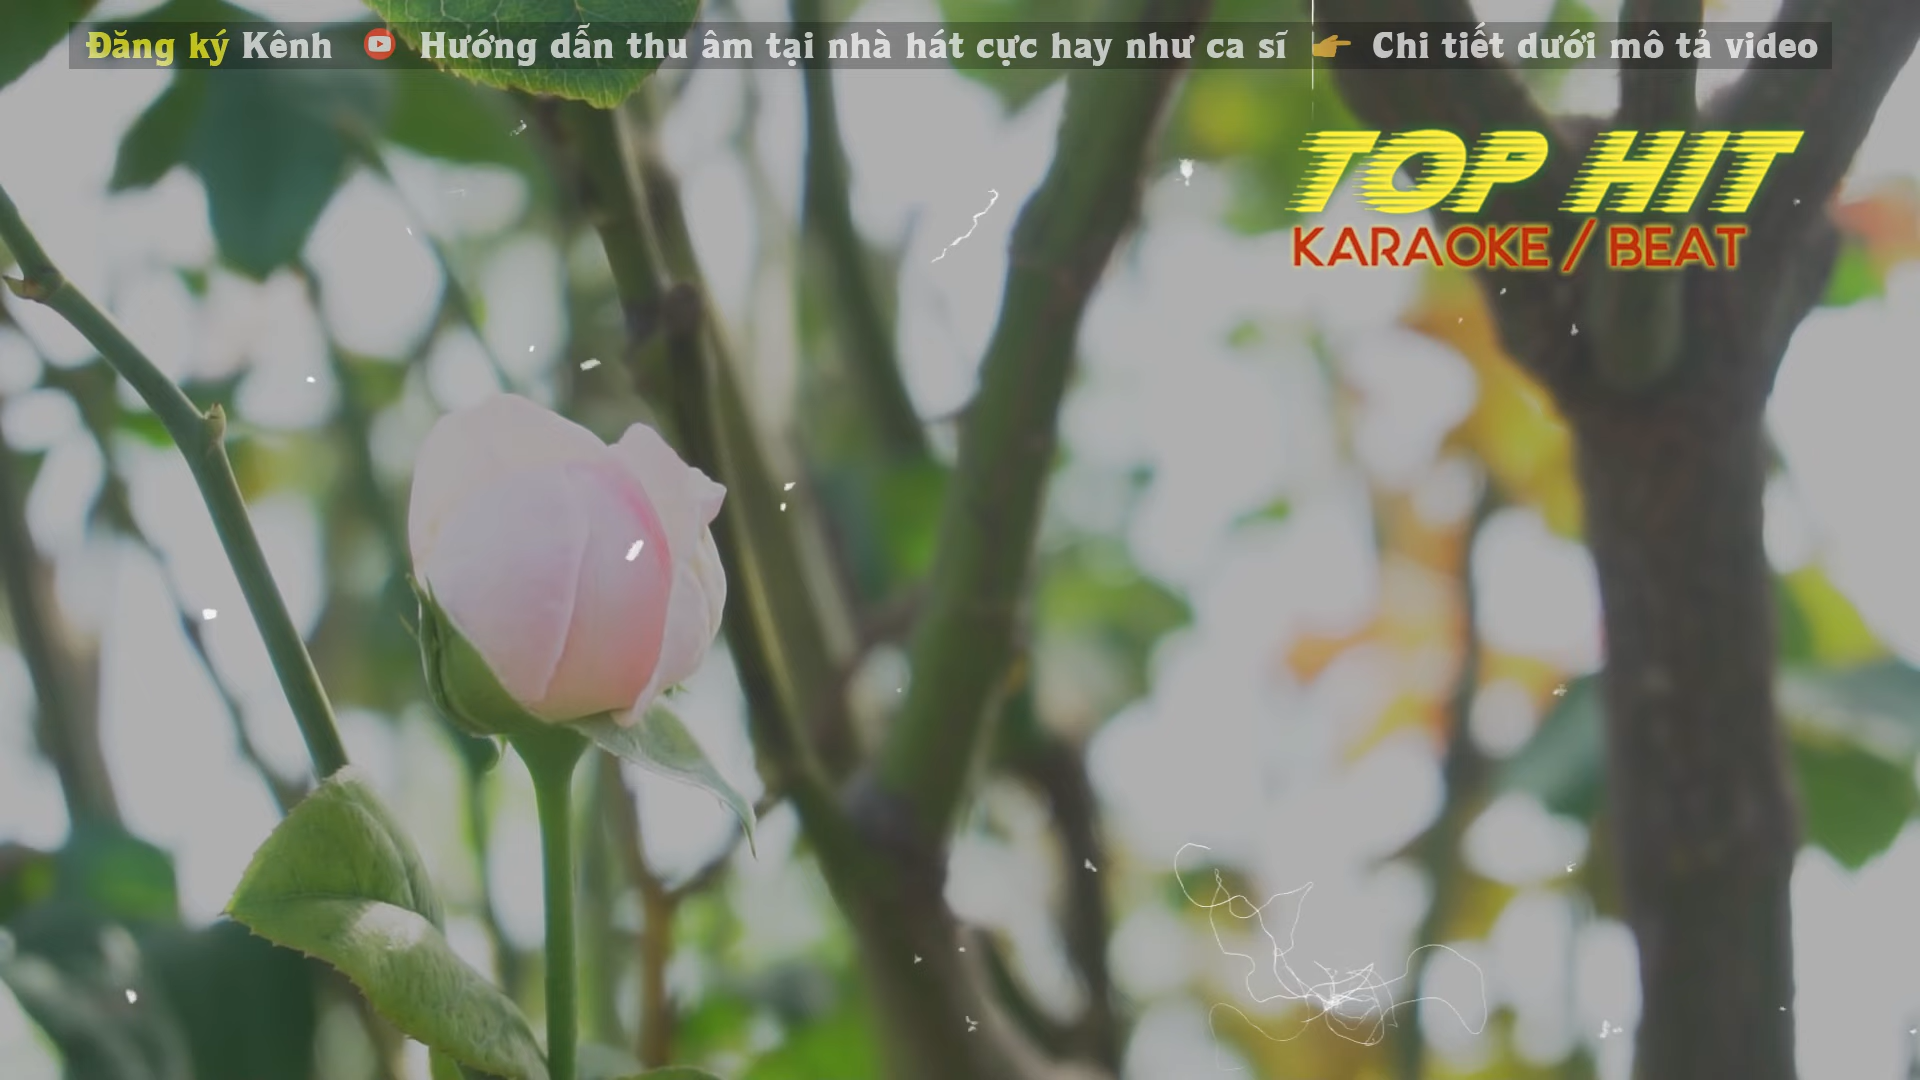 Đăng ký Kênh Hướng dẫn thu âm tại nhà hát cực hay như ca sĩ Chi tiết dưới mô tả video
TOP HIT
KARAOKE / BEAT